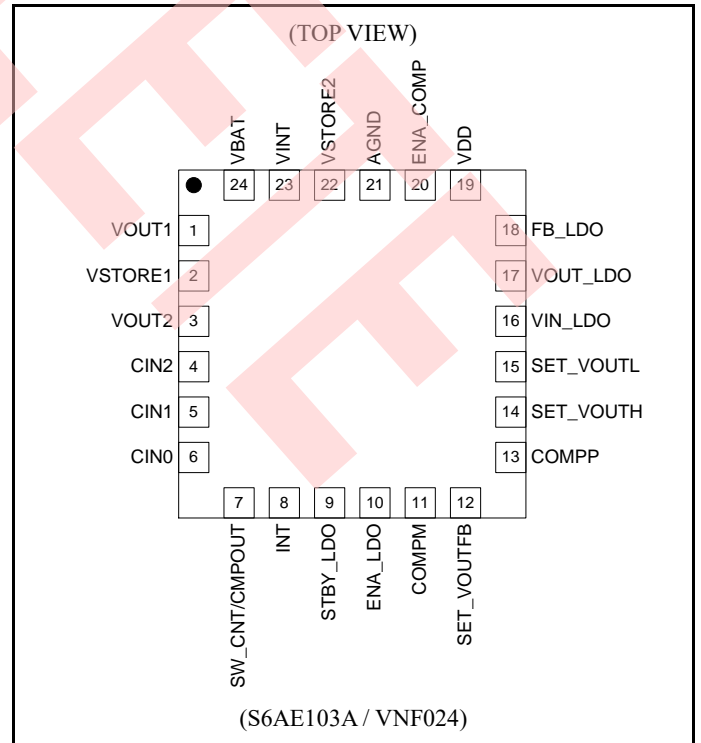 (TOP VIEW)
VBAT
VINT
VSTORE2
AGND
ENA_COMP
VDD
24
23
22
21
20
19
VOUT1 1
VSTORE1 2
VOUT2 3
CIN2 4
CIN1 5
CIN0 6
18 FB_LDO
17 VOUT_LDO
16 VIN_LDO
15 SET_VOUTL
14 SET_VOUTH
13 COMPP
7
8
9
10
11
12
SW_CNT/CMPOUT
INT
STBY_LDO
ENA_LDO
COMPM
SET_VOUTFB
(S6AE103A / VNF024)